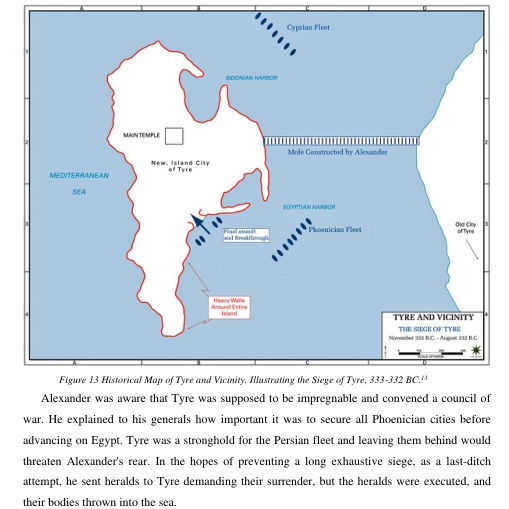 A B C D
Cyprian Fleet
1 1
SIDONIAN HARBOR
MAIN TEMPLE
2 2
Mole Constructed by Alexander
New, Island City
of Tyre
MEDITERRANEAN
SEA
EGYPTIAN HARBOR
3 3
Phoenician Fleet
Final assault
and Breakthrough
Old City
of Tyre
Heavy Walls
Around Entire
Island
4 4
TYRE AND VICINITY
THE SIEGE OF TYRE
November 333 B.C. - August 332 B.C
A B C D
Figure 13 Historical Map of Tyre and Vicinity. Illustrating the Siege of Tyre, 333-332 BC.13
Alexander was aware that Tyre was supposed to be impregnable and convened a council of
war. He explained to his generals how important it was to secure all Phoenician cities before
advancing on Egypt. Tyre was a stronghold for the Persian fleet and leaving them behind would
threaten Alexander's rear. In the hopes of preventing a long exhaustive siege, as a last-ditch
attempt, he sent heralds to Tyre demanding their surrender, but the heralds were executed, and
their bodies thrown into the sea.